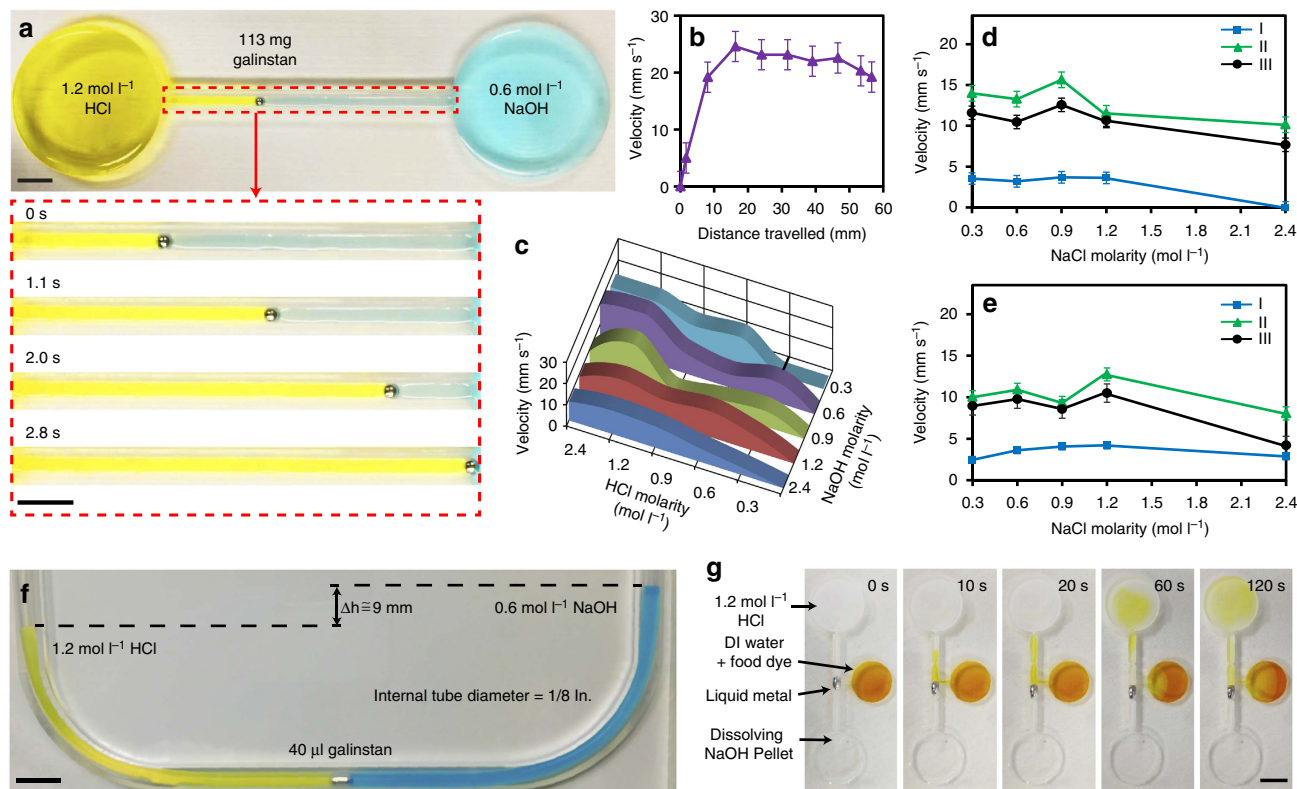 a
113 mg
galinstan
1.2 mol l⁻¹
HCl
0.6 mol l⁻¹
NaOH
0 s
1.1 s
2.0 s
2.8 s
b
Velocity (mm s⁻¹)
30
20
10
0
0 10 20 30 40 50 60
Distance travelled (mm)
c
Velocity (mm s⁻¹)
30
20
10
0
2.4
1.2
0.9
0.6
0.3
HCl molarity
(mol l⁻¹)
0.3
0.6
0.9
1.2
2.4
NaOH molarity
(mol l⁻¹)
d
I
II
III
Velocity (mm s⁻¹)
20
15
10
5
0
0.3 0.6 0.9 1.2 1.5 1.8 2.1 2.4
NaCl molarity (mol l⁻¹)
e
I
II
III
Velocity (mm s⁻¹)
20
15
10
5
0
0.3 0.6 0.9 1.2 1.5 1.8 2.1 2.4
NaCl molarity (mol l⁻¹)
f
Δh≅9 mm
0.6 mol l⁻¹ NaOH
1.2 mol l⁻¹ HCl
Internal tube diameter = 1/8 In.
40 µl galinstan
g
0 s 10 s 20 s 60 s 120 s
1.2 mol l⁻¹
HCl
DI water
+ food dye
Liquid metal
Dissolving
NaOH Pellet